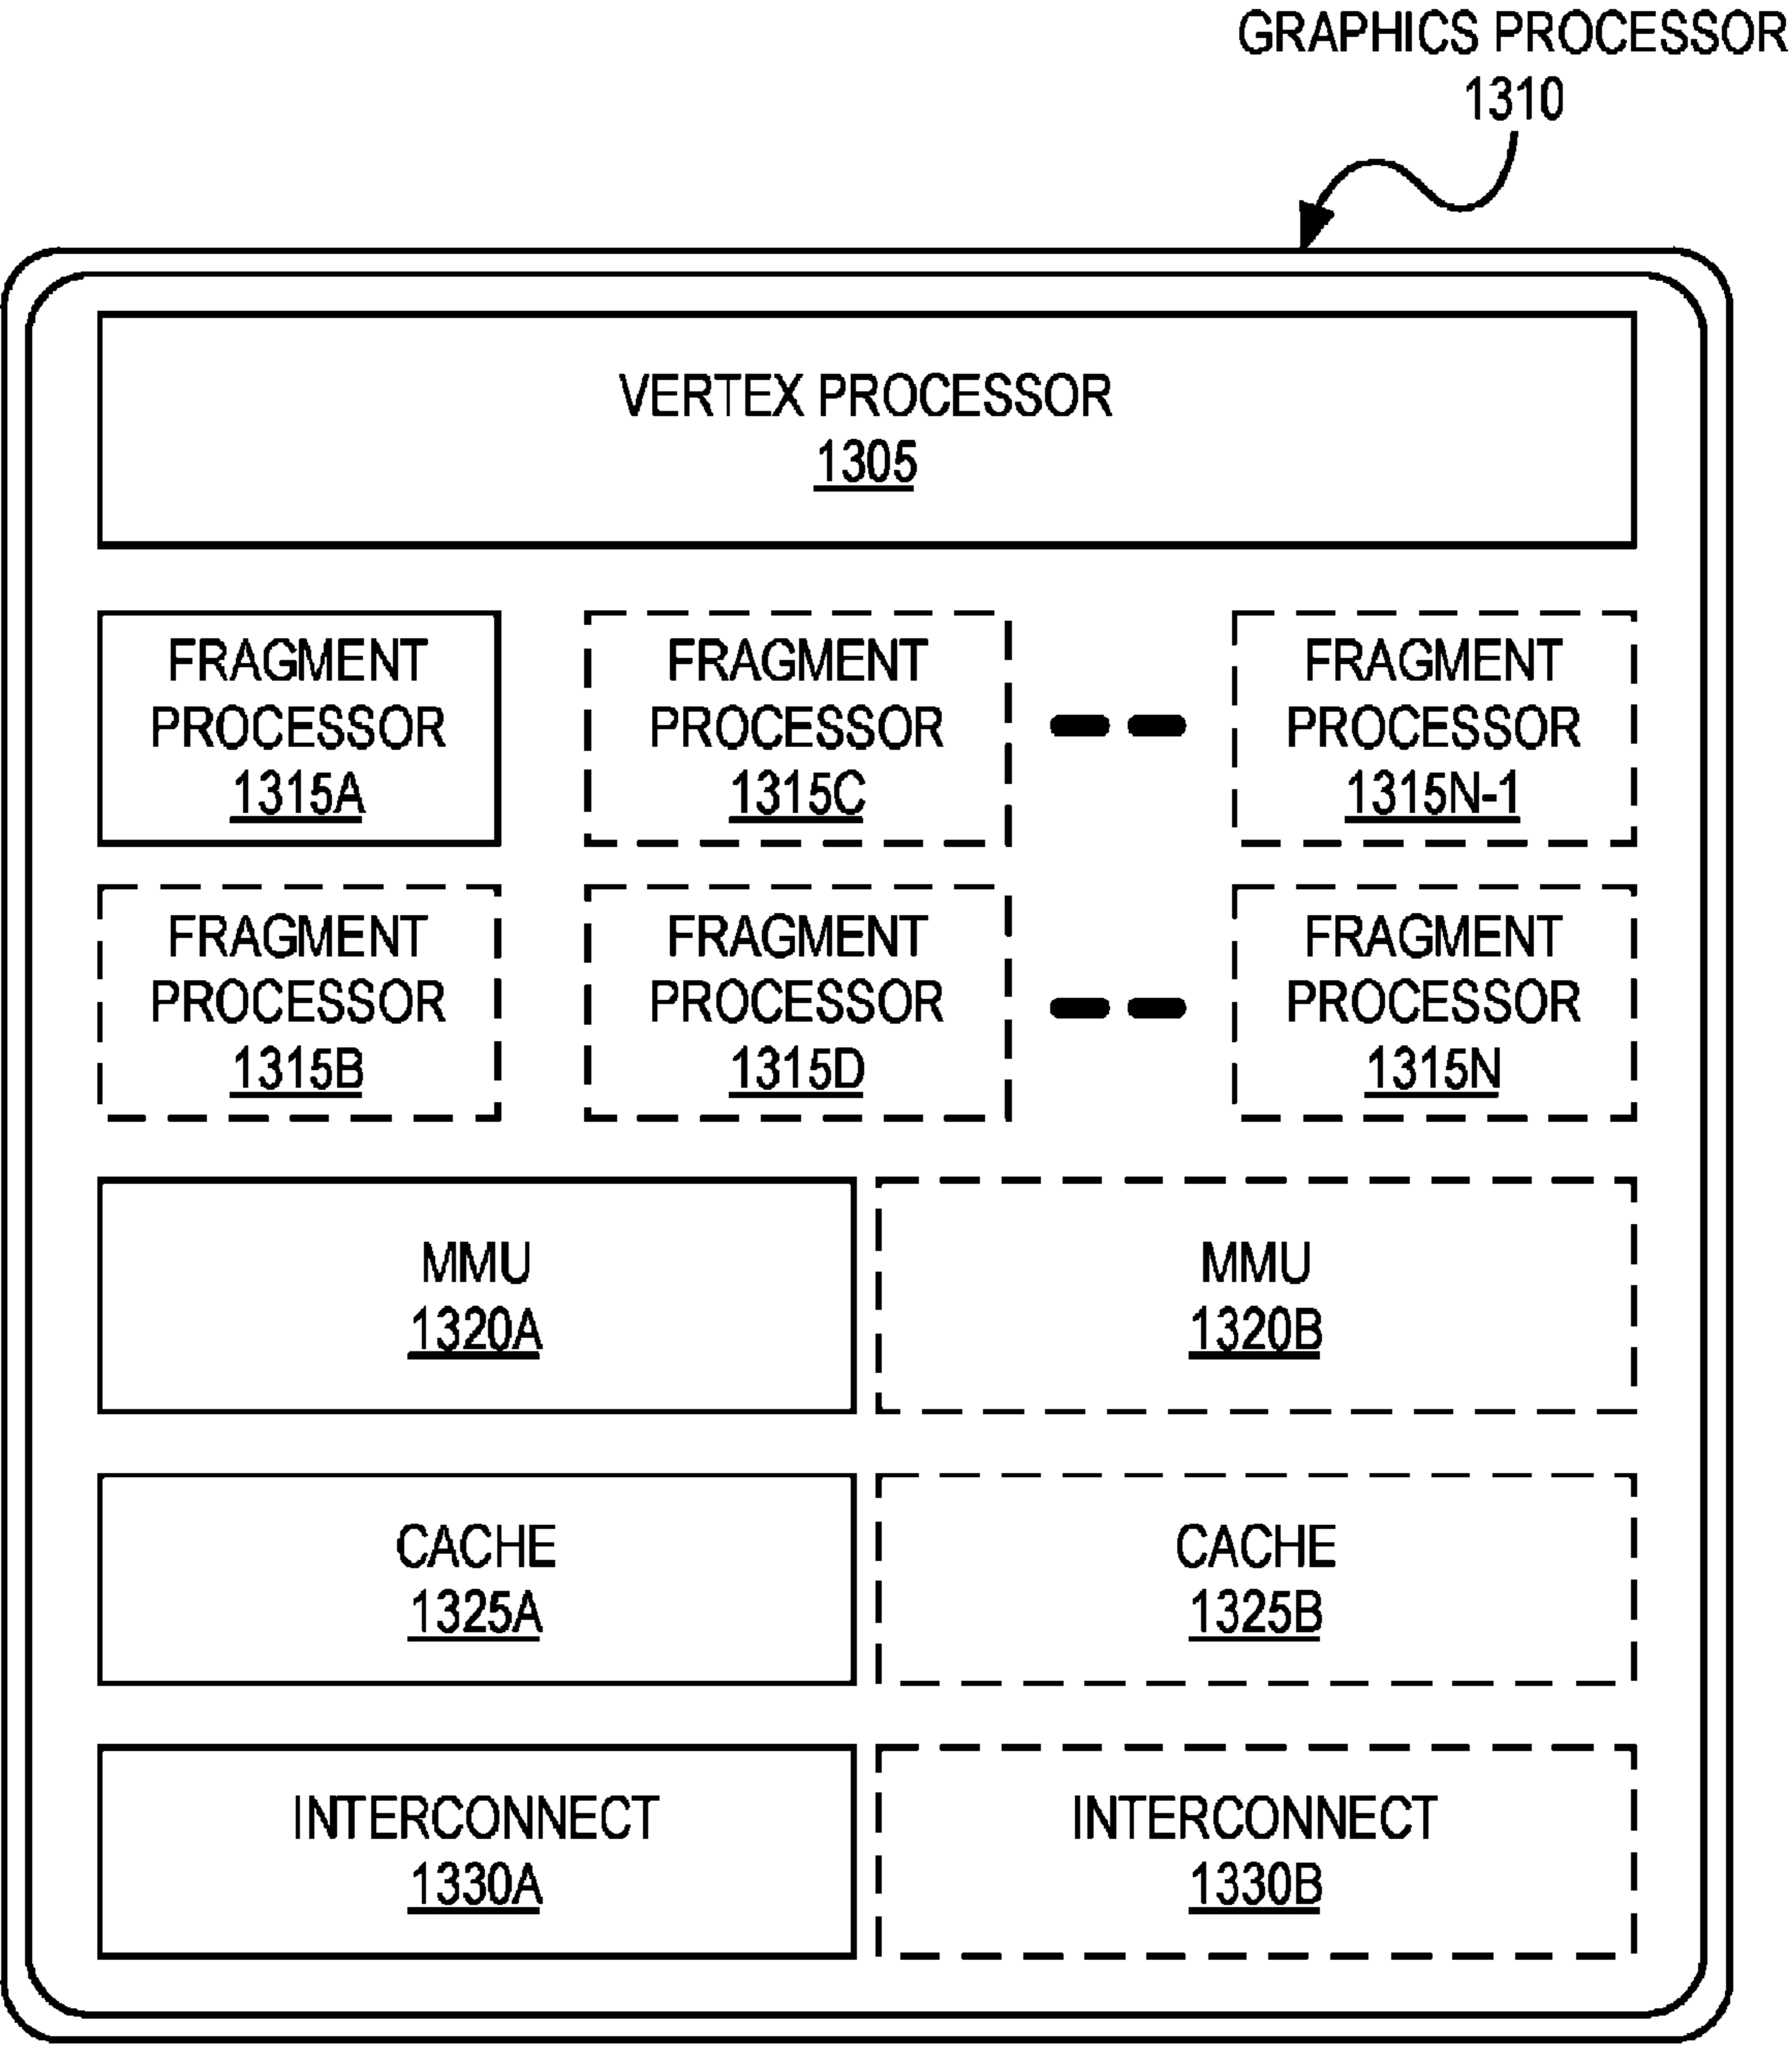 GRAPHICS PROCESSOR
1310
VERTEX PROCESSOR
1305
FRAGMENT
PROCESSOR
1315A
FRAGMENT
PROCESSOR
1315C
FRAGMENT
PROCESSOR
1315N-1
FRAGMENT
PROCESSOR
1315B
FRAGMENT
PROCESSOR
1315D
FRAGMENT
PROCESSOR
1315N
MMU
1320A
MMU
1320B
CACHE
1325A
CACHE
1325B
INTERCONNECT
1330A
INTERCONNECT
1330B